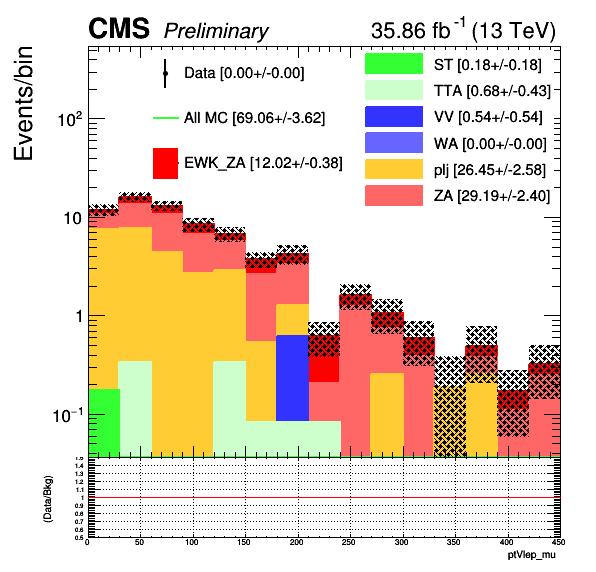 CMS Preliminary 35.86 fb⁻¹ (13 TeV)
Events/bin
Data [0.00+/-0.00]
All MC [69.06+/-3.62]
EWK_ZA [12.02+/-0.38]
ST [0.18+/-0.18]
TTA [0.68+/-0.43]
VV [0.54+/-0.54]
WA [0.00+/-0.00]
plj [26.45+/-2.58]
ZA [29.19+/-2.40]
10²
10
1
10⁻¹
(Data/Bkg)
1.5
1.4
1.3
1.2
1.1
1
0.9
0.8
0.7
0.6
0.5
0 50 100 150 200 250 300 350 400 450
ptVlep_mu